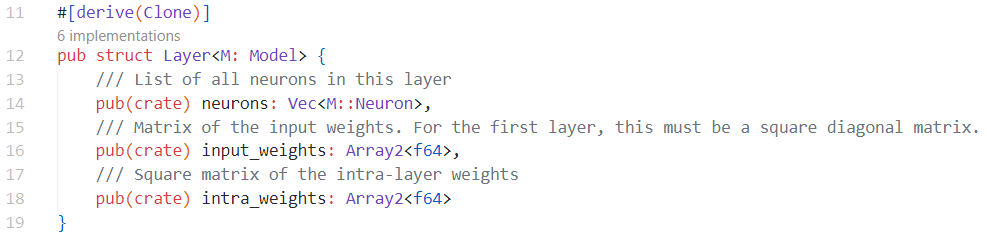 11 #[derive(Clone)]
6 implementations
12 pub struct Layer<M: Model> {
13     /// List of all neurons in this layer
14     pub(crate) neurons: Vec<M::Neuron>,
15     /// Matrix of the input weights. For the first layer, this must be a square diagonal matrix.
16     pub(crate) input_weights: Array2<f64>,
17     /// Square matrix of the intra-layer weights
18     pub(crate) intra_weights: Array2<f64>
19 }